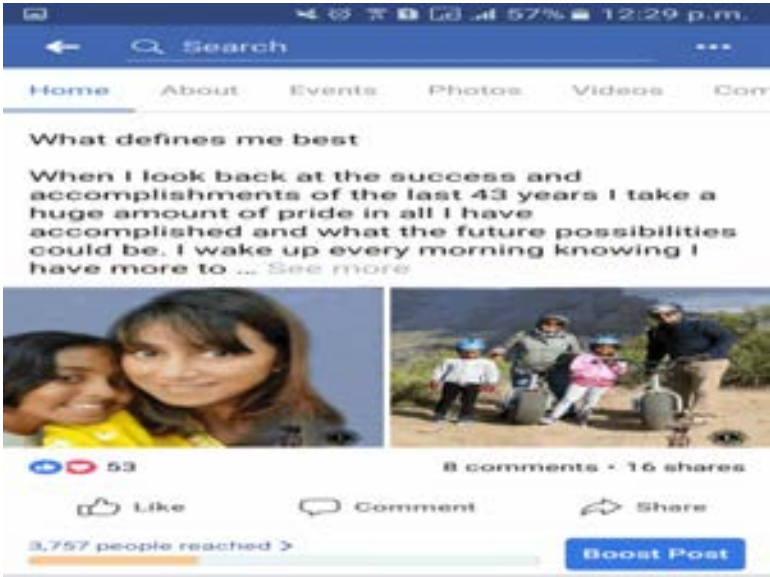 57% 12:29 p.m.
Search
Home About Events Photos Videos Com
What defines me best
When I look back at the success and
accomplishments of the last 43 years I take a
huge amount of pride in all I have
accomplished and what the future possibilities
could be. I wake up every morning knowing I
have more to ... See more
53 8 comments • 16 shares
Like Comment Share
3,757 people reached >
Boost Post